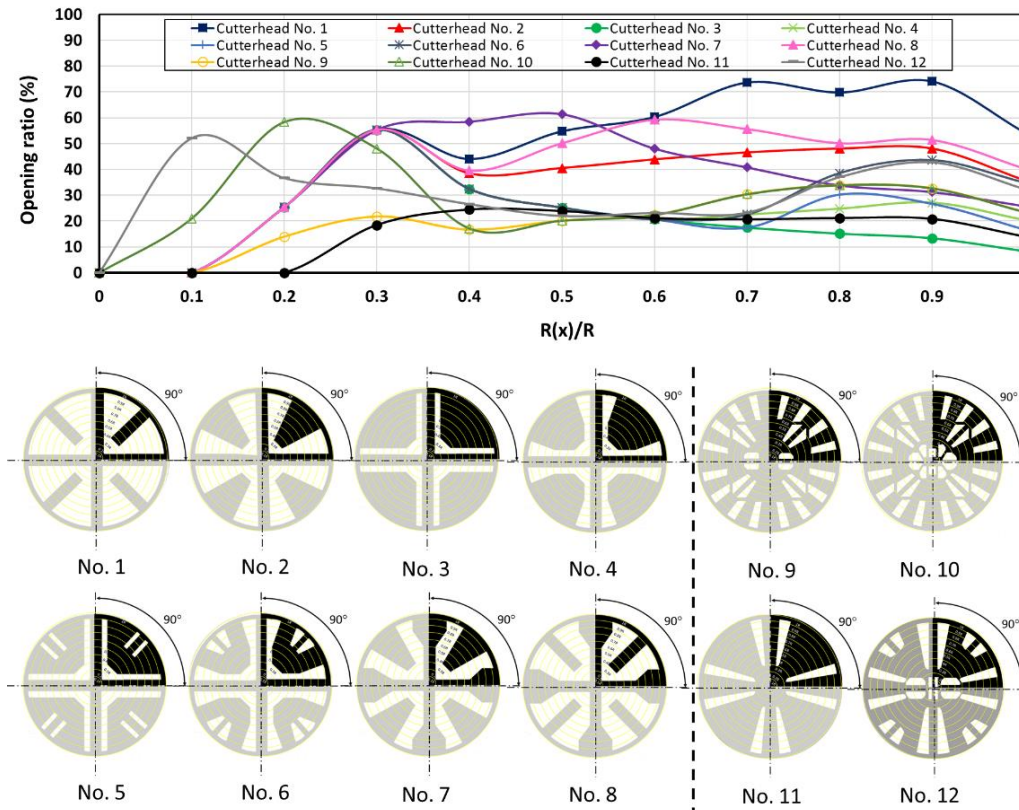 100
90
80
70
60
50
40
30
20
10
0
Opening ratio (%)
Cutterhead No. 1 Cutterhead No. 2 Cutterhead No. 3 Cutterhead No. 4
Cutterhead No. 5 Cutterhead No. 6 Cutterhead No. 7 Cutterhead No. 8
Cutterhead No. 9 Cutterhead No. 10 Cutterhead No. 11 Cutterhead No. 12
0 0.1 0.2 0.3 0.4 0.5 0.6 0.7 0.8 0.9
R(x)/R
90° 90° 90° 90° 90° 90°
No. 1 No. 2 No. 3 No. 4 No. 9 No. 10
90° 90° 90° 90° 90° 90°
No. 5 No. 6 No. 7 No. 8 No. 11 No. 12